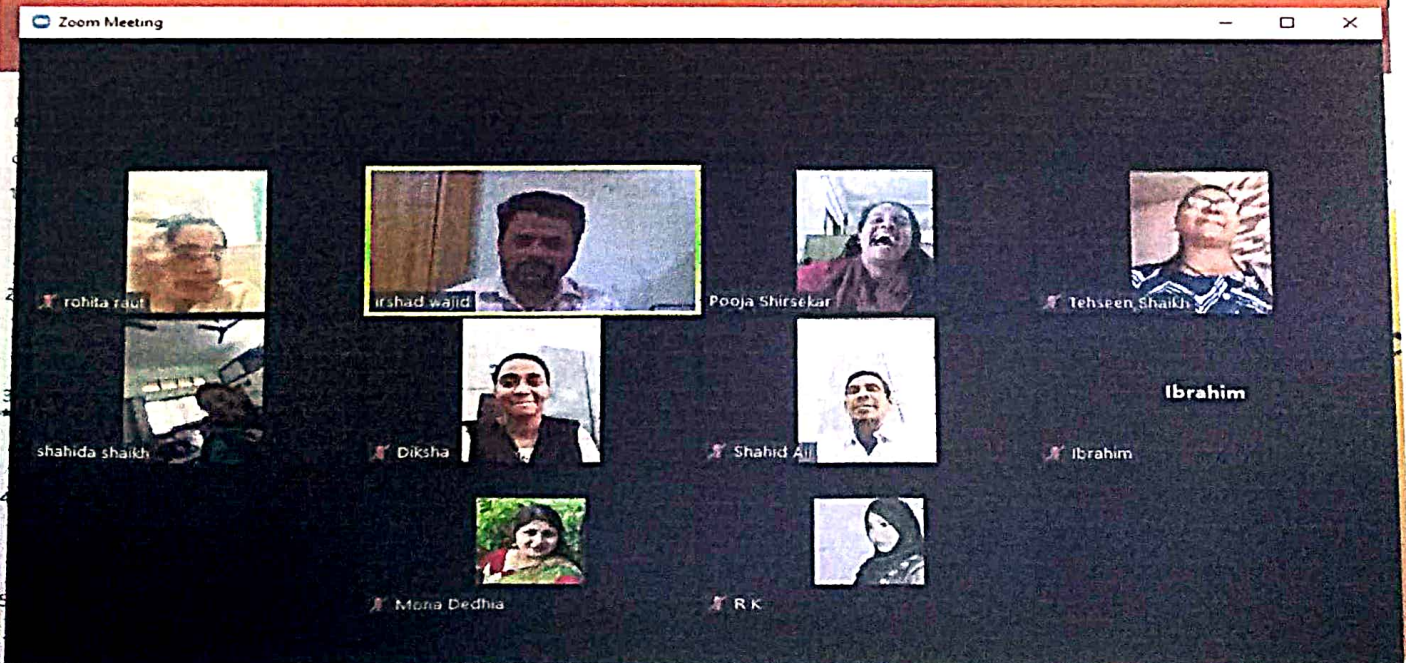 Zoom Meeting
rohita raut
irshad wajid
Pooja Shirsekar
Tehseen Shaikh
shahida shaikh
Diksha
Shahid Ali
Ibrahim
Ibrahim
Mona Dedhia
R K